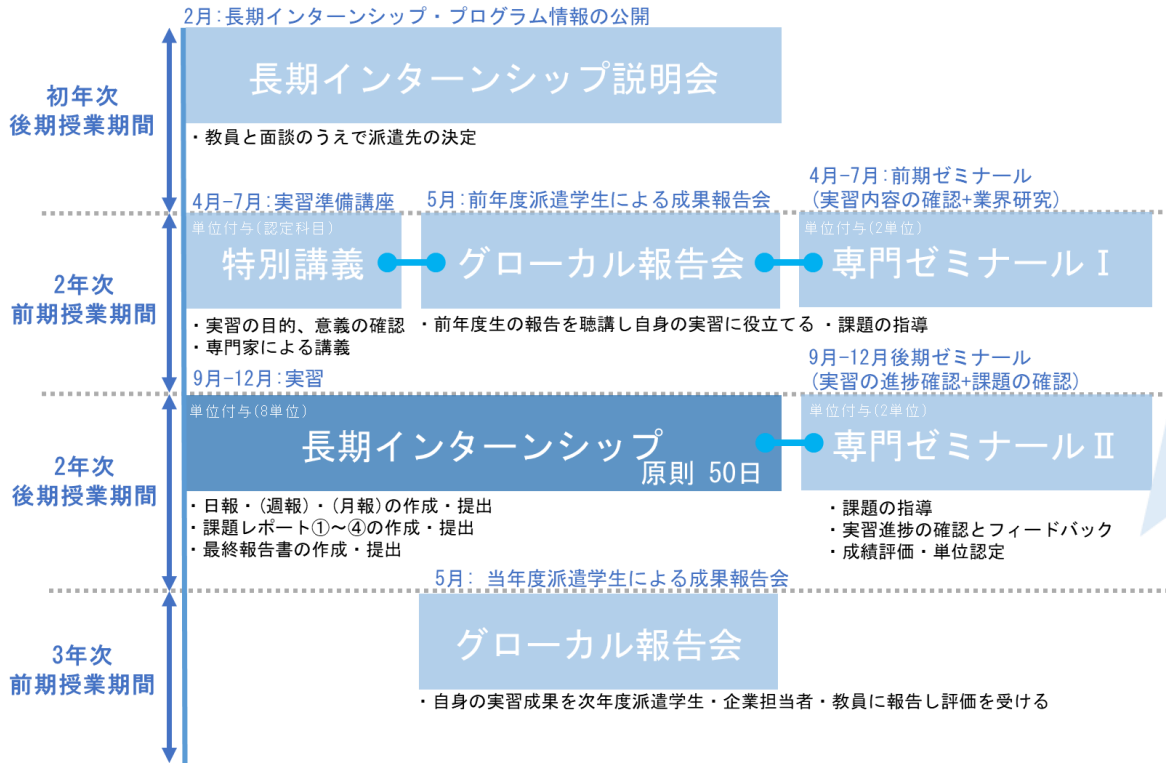 2月:長期インターンシップ・プログラム情報の公開
初年次
後期授業期間
長期インターンシップ説明会
・教員と面談のうえで派遣先の決定
2年次
前期授業期間
4月-7月:実習準備講座
単位付与(認定科目)
特別講義
・実習の目的、意義の確認
・専門家による講義
5月:前年度派遣学生による成果報告会
グローカル報告会
・前年度生の報告を聴講し自身の実習に役立てる
4月-7月:前期ゼミナール
(実習内容の確認+業界研究)
単位付与(2単位)
専門ゼミナールⅠ
・課題の指導
2年次
後期授業期間
9月-12月:実習
単位付与(8単位)
長期インターンシップ
原則 50日
・日報・(週報)・(月報)の作成・提出
・課題レポート①～④の作成・提出
・最終報告書の作成・提出
9月-12月後期ゼミナール
(実習の進捗確認+課題の確認)
単位付与(2単位)
専門ゼミナールⅡ
・課題の指導
・実習進捗の確認とフィードバック
・成績評価・単位認定
3年次
前期授業期間
5月: 当年度派遣学生による成果報告会
グローカル報告会
・自身の実習成果を次年度派遣学生・企業担当者・教員に報告し評価を受ける